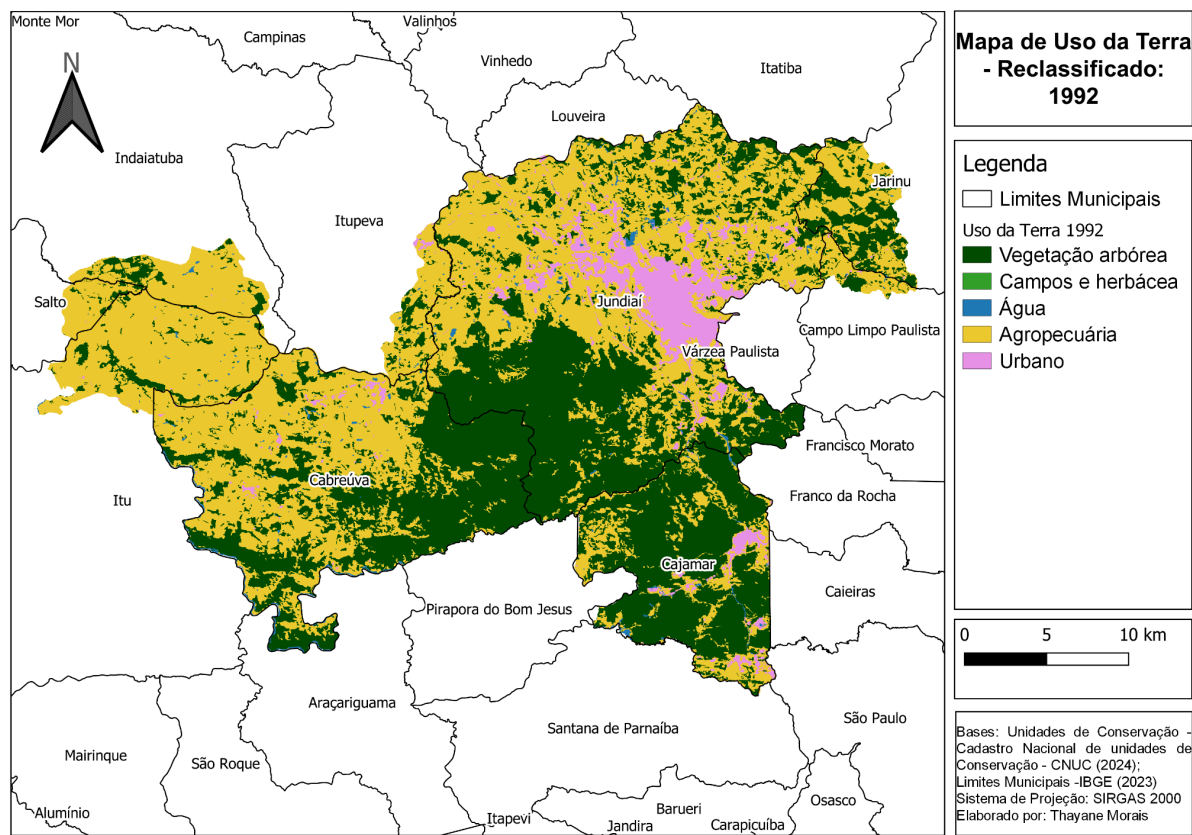 Monte Mor
Campinas
Valinhos
Vinhedo
Itatiba
N
Louveira
Indaiatuba
Jarinu
Itupeva
Salto
Jundiaí
Campo Limpo Paulista
Várzea Paulista
Francisco Morato
Cabreúva
Itu
Franco da Rocha
Cajamar
Caieiras
Pirapora do Bom Jesus
Araçariguama
São Paulo
Santana de Parnaíba
Mairinque
São Roque
Osasco
Barueri
Alumínio
Itapevi
Jandira
Carapicuíba
Mapa de Uso da Terra
- Reclassificado:
1992
Legenda
Limites Municipais
Uso da Terra 1992
Vegetação arbórea
Campos e herbácea
Água
Agropecuária
Urbano
0 5 10 km
Bases: Unidades de Conservação -
Cadastro Nacional de unidades de
Conservação - CNUC (2024);
Limites Municipais -IBGE (2023)
Sistema de Projeção: SIRGAS 2000
Elaborado por: Thayane Morais